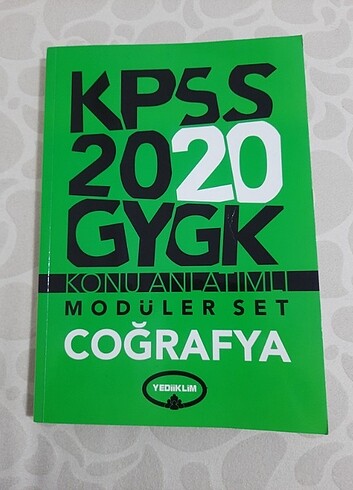 KPSS
2020
GYGK
KONU ANLATIMLI
MODÜLER SET
COĞRAFYA
YEDİİKLİM